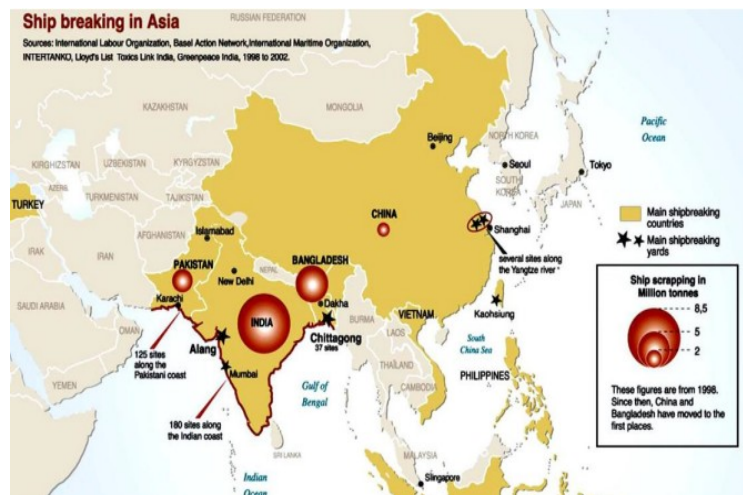 Ship breaking in Asia
Sources: International Labour Organization, Basel Action Network,International Maritime Organization,
INTERTANKO, Lloyd's List Toxics Link India, Greenpeace India, 1998 to 2002.
RUSSIAN FEDERATION
KAZAKHSTAN
MONGOLIA
Pacific
Ocean
Beijing
NORTH KOREA
KIRGHIZSTAN
UZBEKISTAN
KYRGYZSTAN
Seoul
Tokyo
AZERB.
TURKMENISTAN
TAJIKISTAN
SOUTH
KOREA
TURKEY
JAPAN
CHINA
Main shipbreaking
countries
Islamabad
AFGHANISTAN
Shanghai
Main shipbreaking
yards
IRAK
IRAN
PAKISTAN
BANGLADESH
NEPAL
several sites along
the Yangtze river
New Delhi
Ship scrapping in
Million tonnes
8,5
5
2
SAUDI ARABIA
Karachi
Dakha
Kaohsiung
OMAN
INDIA
BURMA
VIETNAM
Chittagong
37 sites
LAOS
Alang
South
China Sea
125 sites
along the
Pakistani coast
Mumbai
THAÏLAND
PHILIPPINES
YEMEN
Gulf of
Bengal
CAMBODIA
These figures are from 1998.
Since then, China and
Bangladesh have moved to the
first places.
180 sites along
the Indian coast
SRI LANKA
MALAYSIA
Indian
Ocean
Singapore